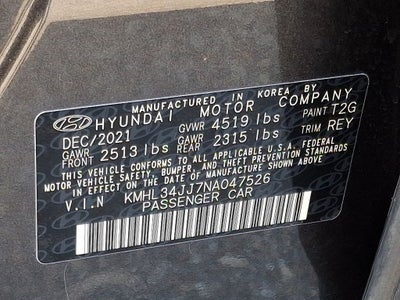 MANUFACTURED IN KOREA BY
HYUNDAI MOTOR COMPANY
DEC/2021 GVWR 4519 lbs PAINT T2G
GAWR FRONT 2513 lbs GAWR REAR 2315 lbs TRIM REY
THIS VEHICLE CONFORMS TO ALL APPLICABLE U.S.A. FEDERAL
MOTOR VEHICLE SAFETY, BUMPER, AND THEFT PREVENTION STANDARDS
IN EFFECT ON THE DATE OF MANUFACTURE SHOWN ABOVE.
V.I.N KMHL34JJ7NA047526
PASSENGER CAR